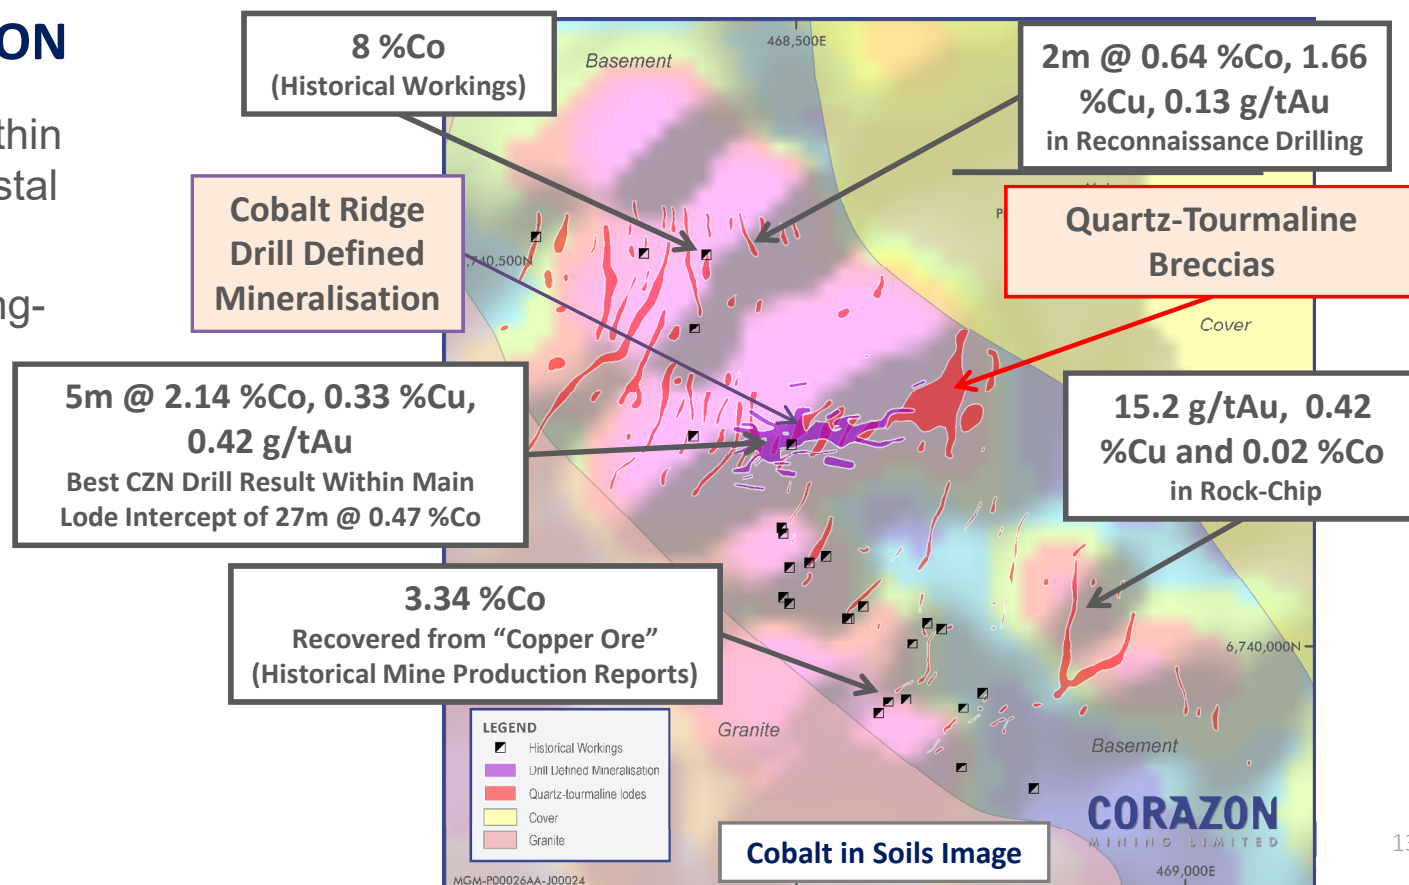 ON
thin
stal
ng-
8 %Co
(Historical Workings)
2m @ 0.64 %Co, 1.66
%Cu, 0.13 g/tAu
in Reconnaissance Drilling
Basement
468,500E
Cobalt Ridge
Drill Defined
Mineralisation
Quartz-Tourmaline
Breccias
,740,500N
Cover
5m @ 2.14 %Co, 0.33 %Cu,
0.42 g/tAu
Best CZN Drill Result Within Main
Lode Intercept of 27m @ 0.47 %Co
15.2 g/tAu, 0.42
%Cu and 0.02 %Co
in Rock-Chip
3.34 %Co
Recovered from “Copper Ore”
(Historical Mine Production Reports)
6,740,000N
LEGEND
Historical Workings
Drill Defined Mineralisation
Quartz-tourmaline lodes
Cover
Granite
Granite
Basement
CORAZON
MINING LIMITED
Cobalt in Soils Image
469,000E
MGM-P00026AA-J00024
13